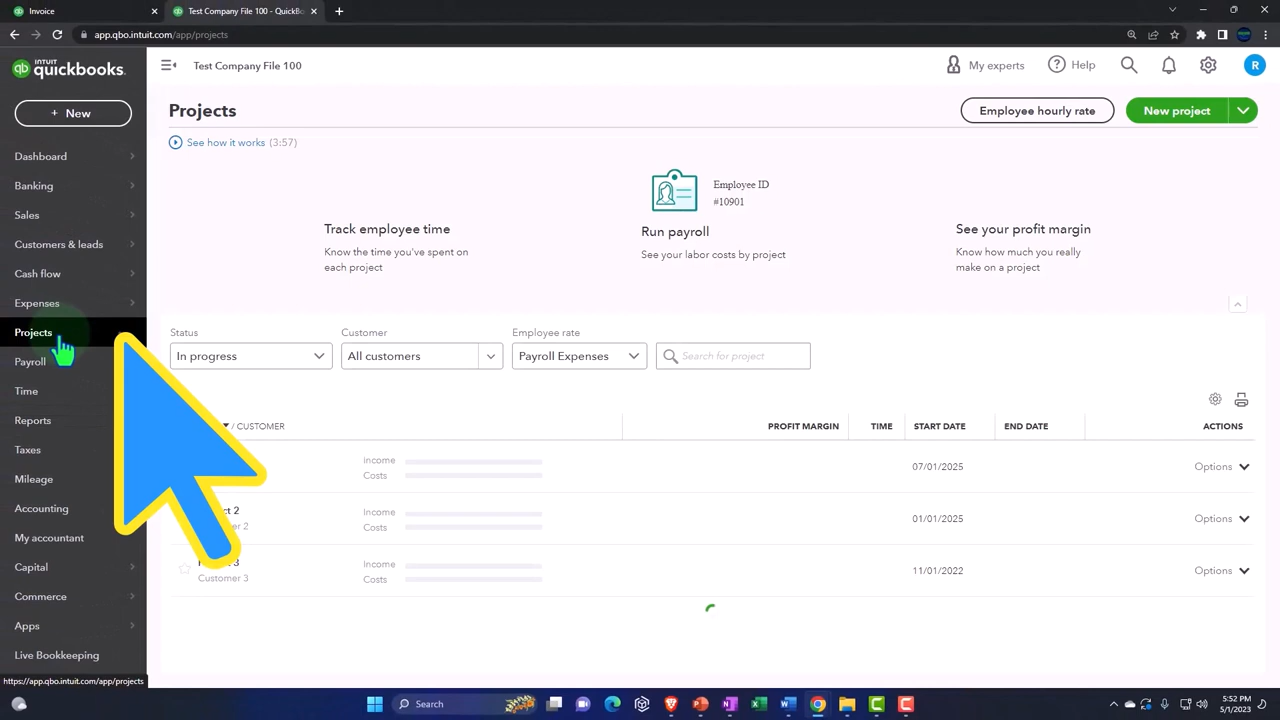 Invoice
Test Company File 100 - QuickBo
app.qbo.intuit.com/app/projects
INTUIT
quickbooks.
Test Company File 100
My experts
Help
R
+ New
Projects
Employee hourly rate
New project
See how it works (3:57)
Dashboard
Banking
Sales
Customers & leads
Cash flow
Expenses
Projects
Payroll
Time
Reports
Taxes
Mileage
Accounting
My accountant
Capital
Commerce
Apps
Live Bookkeeping
https://app.qbo.intuit.com/app/projects
Employee ID
#10901
Track employee time
Know the time you've spent on
each project
Run payroll
See your labor costs by project
See your profit margin
Know how much you really
make on a project
Status
Customer
Employee rate
In progress
All customers
Payroll Expenses
Search for project
/ CUSTOMER
PROFIT MARGIN
TIME
START DATE
END DATE
ACTIONS
Income
Costs
07/01/2025
Options
2
2
Income
Costs
01/01/2025
Options
3
Customer 3
Income
Costs
11/01/2022
Options
Search
5:52 PM
5/1/2023